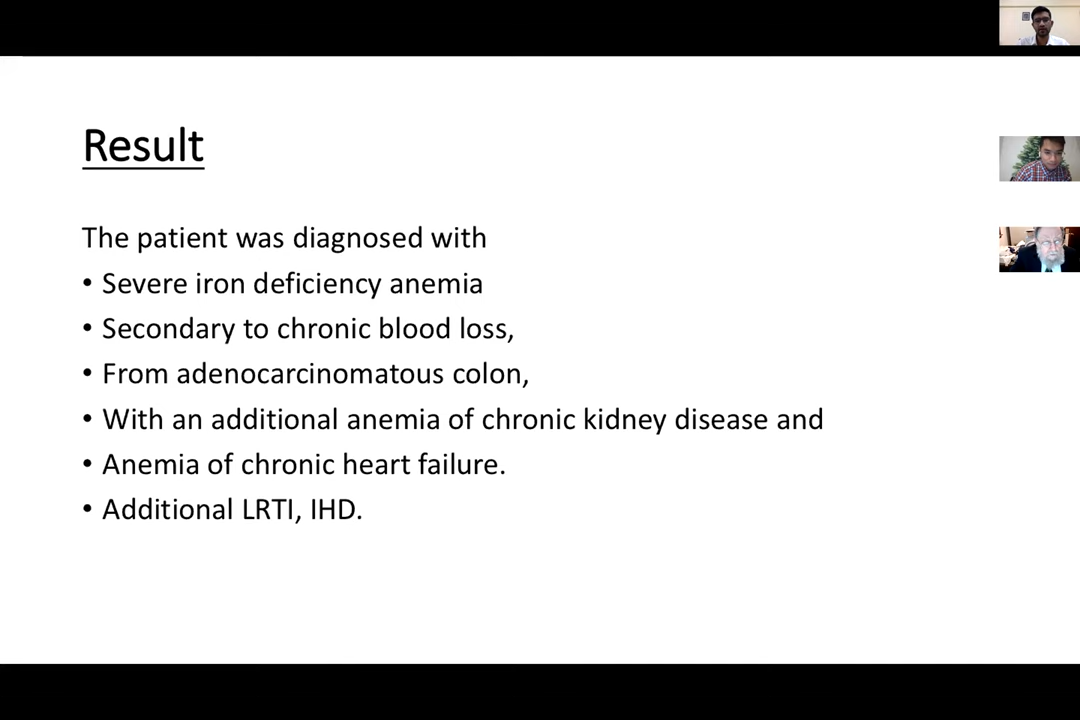 Result
The patient was diagnosed with
• Severe iron deficiency anemia
• Secondary to chronic blood loss,
• From adenocarcinomatous colon,
• With an additional anemia of chronic kidney disease and
• Anemia of chronic heart failure.
• Additional LRTI, IHD.